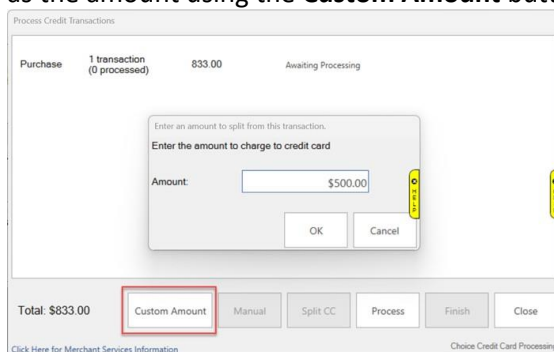 as the amount using the Custom Amount
Process Credit Transactions
Purchase 1 transaction 833.00 Awaiting Processing
(0 processed)
Enter an amount to split from this transaction.
Enter the amount to charge to credit card
Amount: $500.00
HELP
OK Cancel
Total: $833.00 Custom Amount Manual Split CC Process Finish Close
Click Here for Merchant Services Information Choice Credit Card Processing